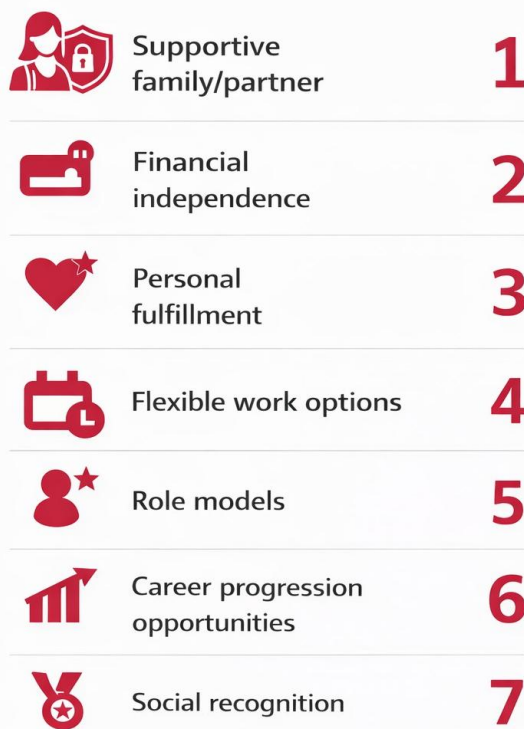 Supportive
family/partner
1
Financial
independence
2
Personal
fulfillment
3
Flexible work options
4
Role models
5
Career progression
opportunities
6
Social recognition
7